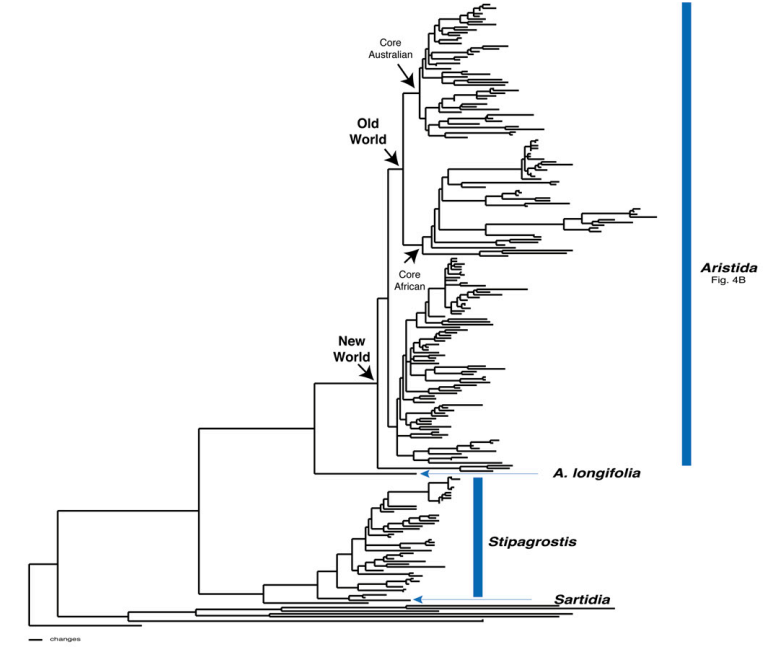 Core
Australian
Old
World
Core
African
Aristida
Fig. 4B
New
World
A. longifolia
Stipagrostis
Sartidia
changes